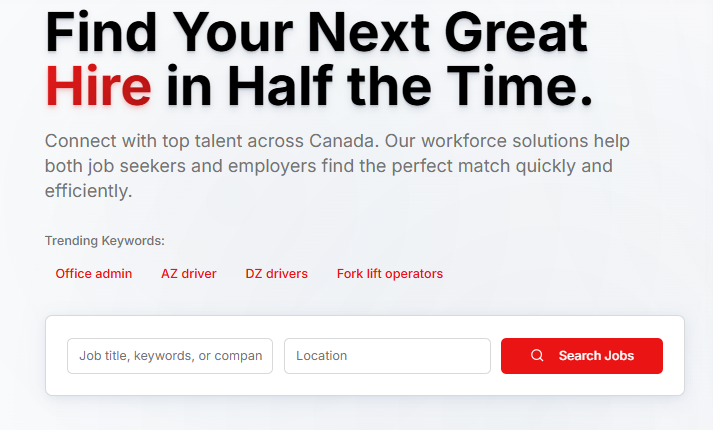 Find Your Next Great
Hire in Half the Time.
Connect with top talent across Canada. Our workforce solutions help
both job seekers and employers find the perfect match quickly and
efficiently.
Trending Keywords:
Office admin AZ driver DZ drivers Fork lift operators
Job title, keywords, or compan Location Search Jobs